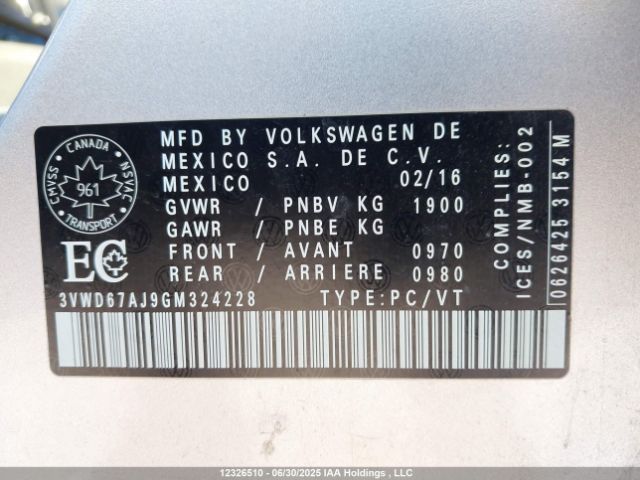 CANADA
CMVSS
961
NSVAC
TRANSPORT
EC
MFD BY VOLKSWAGEN DE
MEXICO S.A. DE C.V.
MEXICO 02/16
GVWR / PNBV KG 1900
GAWR / PNBE KG
FRONT / AVANT 0970
REAR / ARRIERE 0980
3VWD67AJ9GM324228 TYPE:PC/VT
COMPLIES:
ICES/NMB-002
0626425 3154 M
12326510 - 06/30/2025 IAA Holdings , LLC